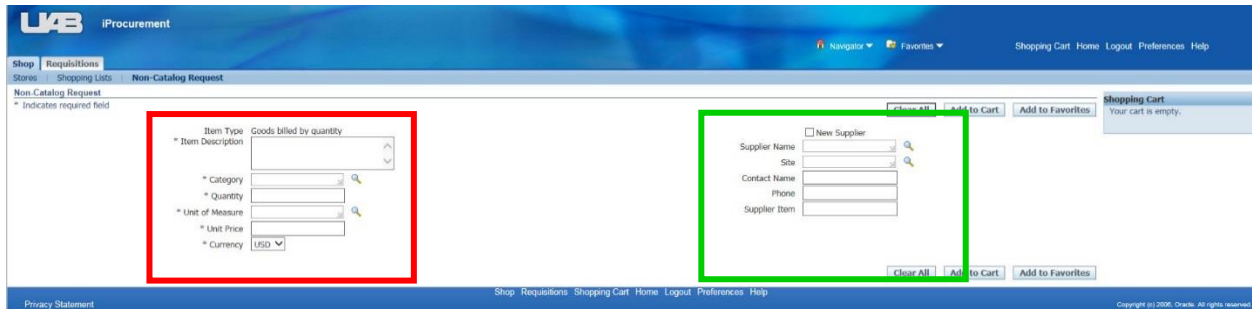 UAB iProcurement
Navigator Favorites Shopping Cart Home Logout Preferences Help
Shop Requisitions
Stores Shopping Lists Non-Catalog Request
Non-Catalog Request
* Indicates required field
Clear All Add to Cart Add to Favorites
Shopping Cart
Your cart is empty.
Item Type Goods billed by quantity
* Item Description
* Category
* Quantity
* Unit of Measure
* Unit Price
* Currency USD
New Supplier
Supplier Name
Site
Contact Name
Phone
Supplier Item
Clear All Add to Cart Add to Favorites
Shop Requisitions Shopping Cart Home Logout Preferences Help
Privacy Statement
Copyright (c) 2006, Oracle. All rights reserved.